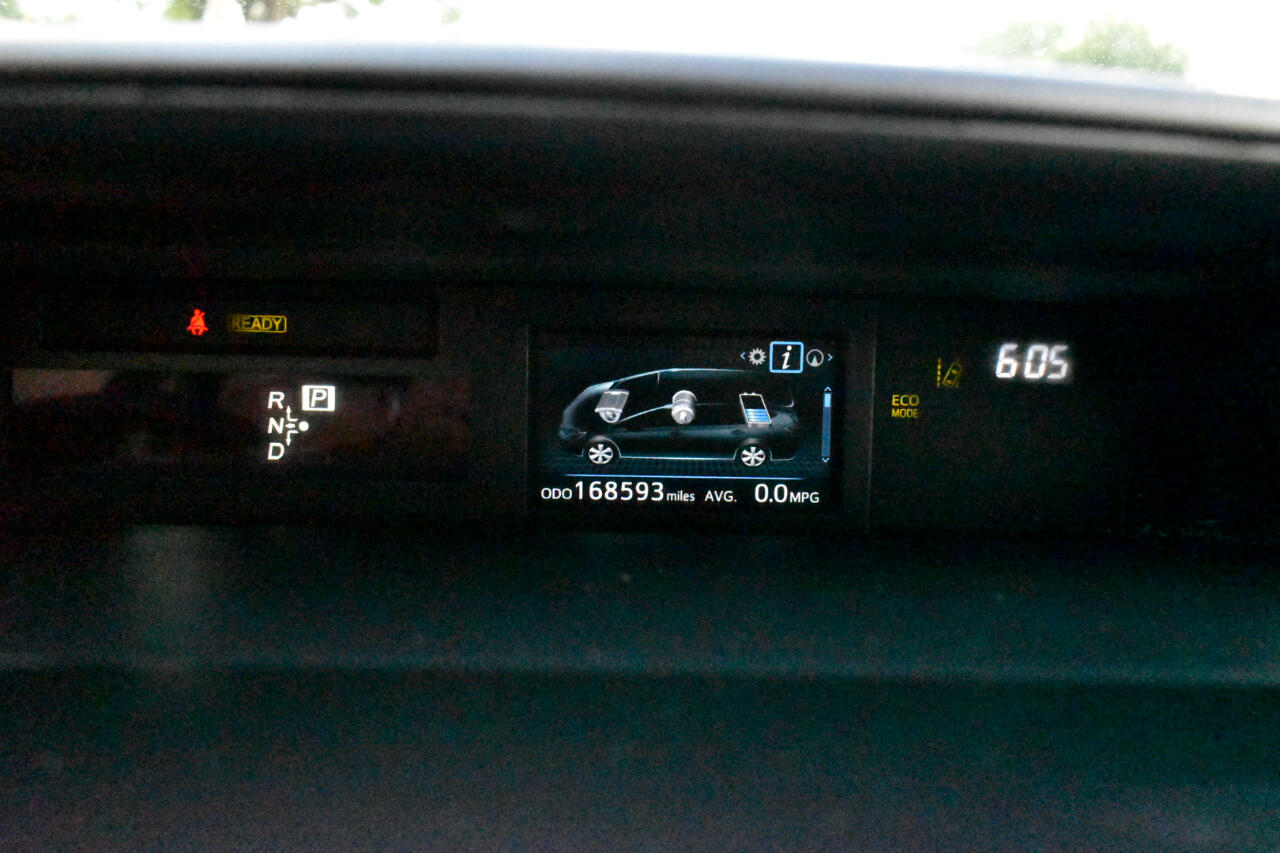 READY
R P
N
D
i
R
ODO 168593 miles AVG. 0.0 MPG
ECO
MODE
6:05